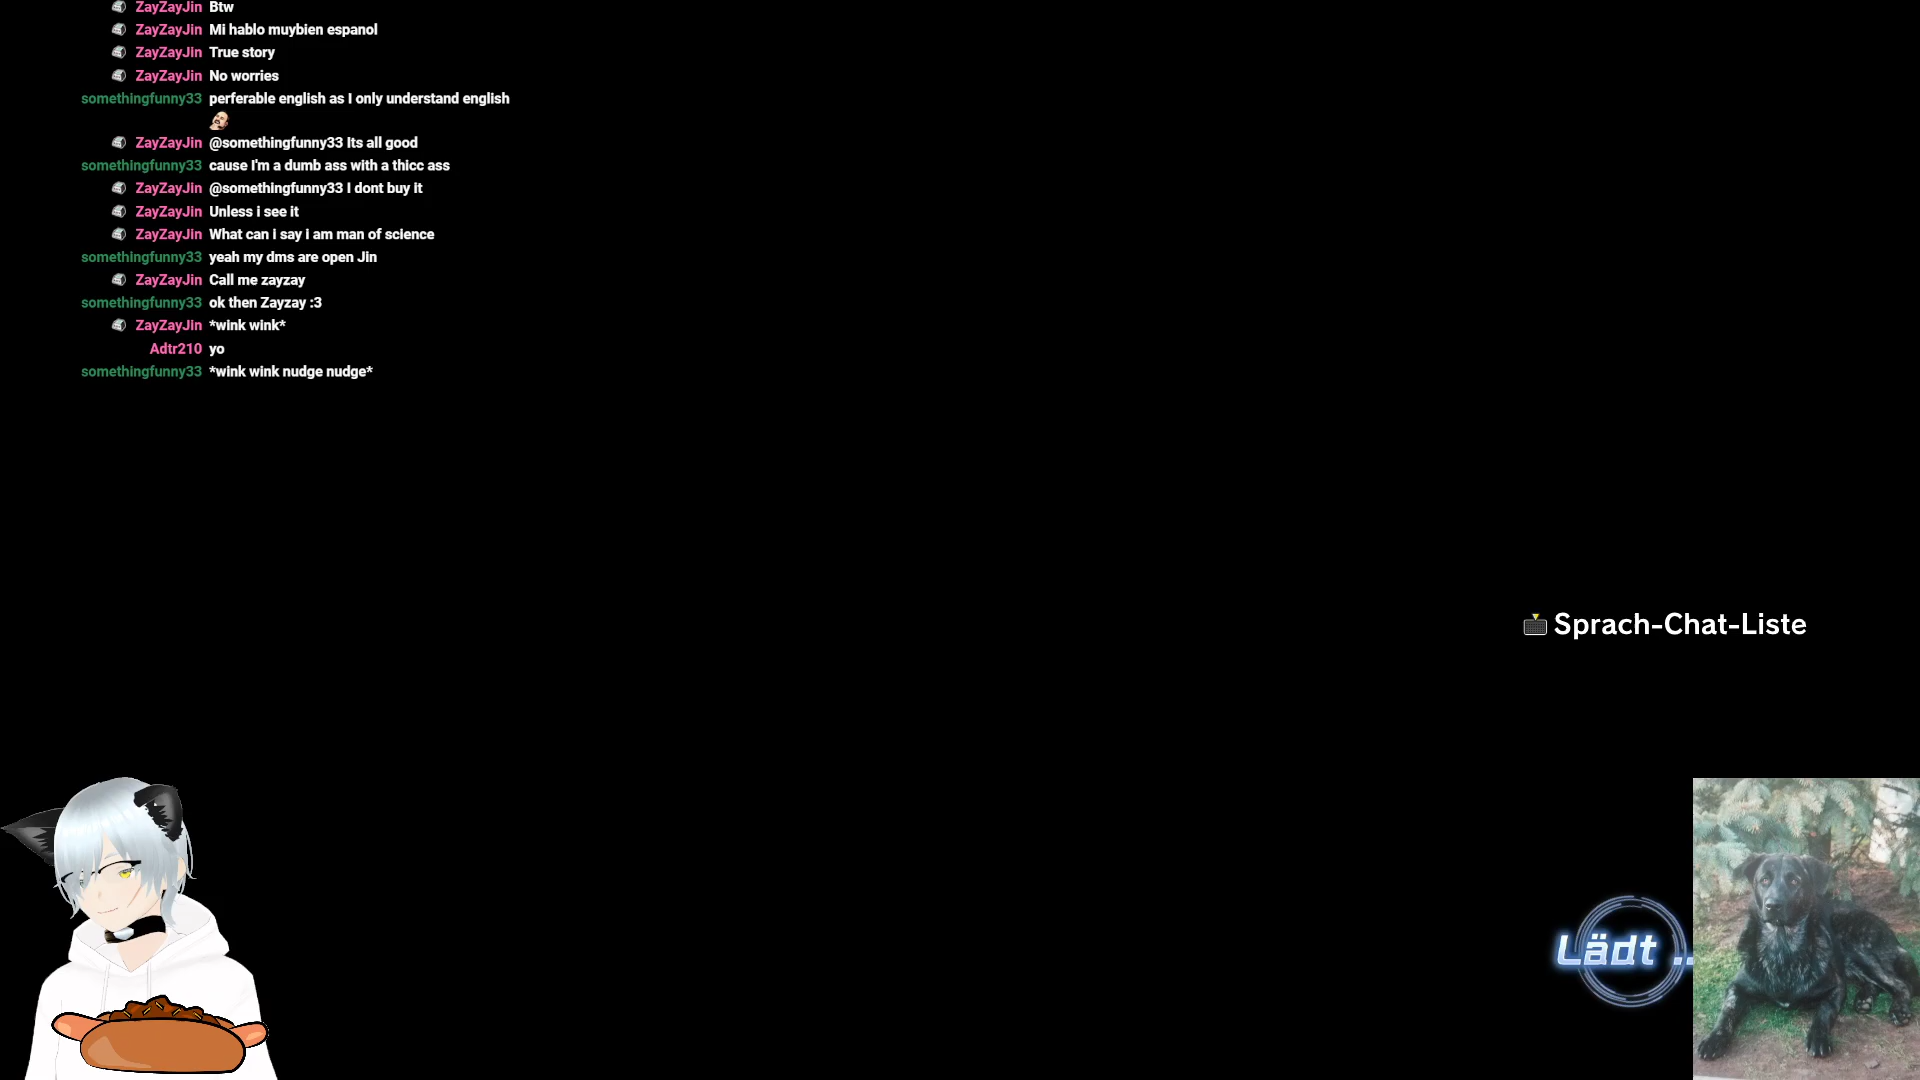 ZayZayJin Btw
ZayZayJin Mi hablo muybien espanol
ZayZayJin True story
ZayZayJin No worries
somethingfunny33 perferable english as I only understand english
ZayZayJin @somethingfunny33 Its all good
somethingfunny33 cause I'm a dumb ass with a thicc ass
ZayZayJin @somethingfunny33 I dont buy it
ZayZayJin Unless i see it
ZayZayJin What can i say i am man of science
somethingfunny33 yeah my dms are open Jin
ZayZayJin Call me zayzay
somethingfunny33 ok then Zayzay :3
ZayZayJin *wink wink*
Adtr210 yo
somethingfunny33 *wink wink nudge nudge*
Sprach-Chat-Liste
Lädt ..